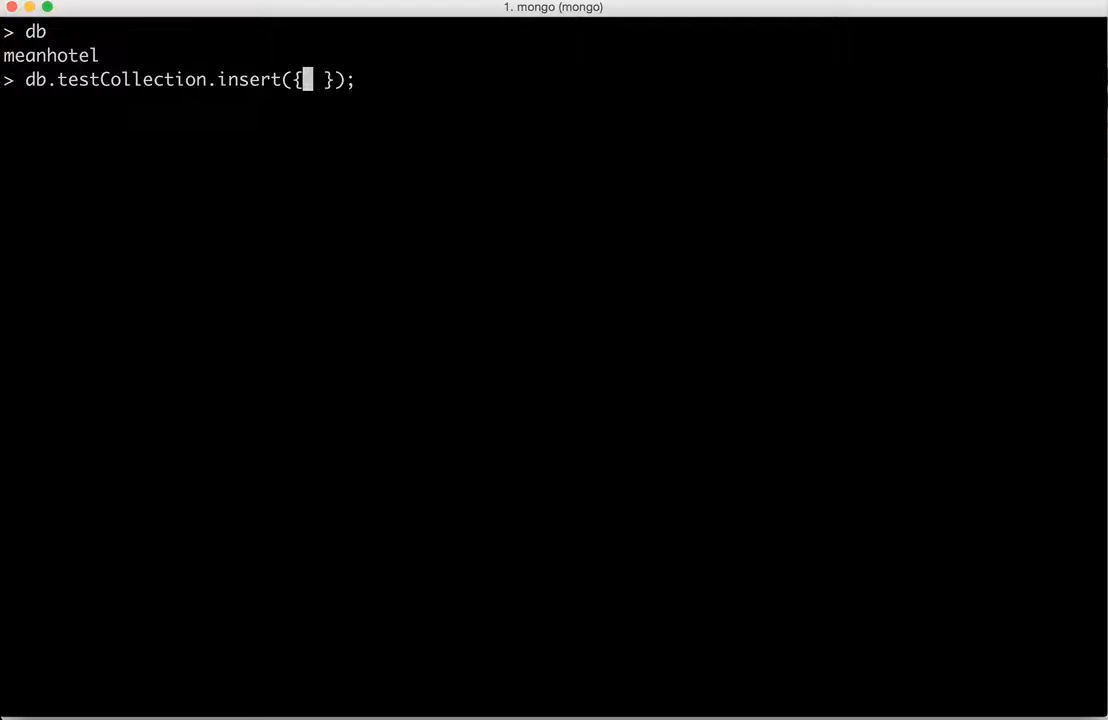 1. mongo (mongo)
> db
meanhotel
> db.testCollection.insert({  });